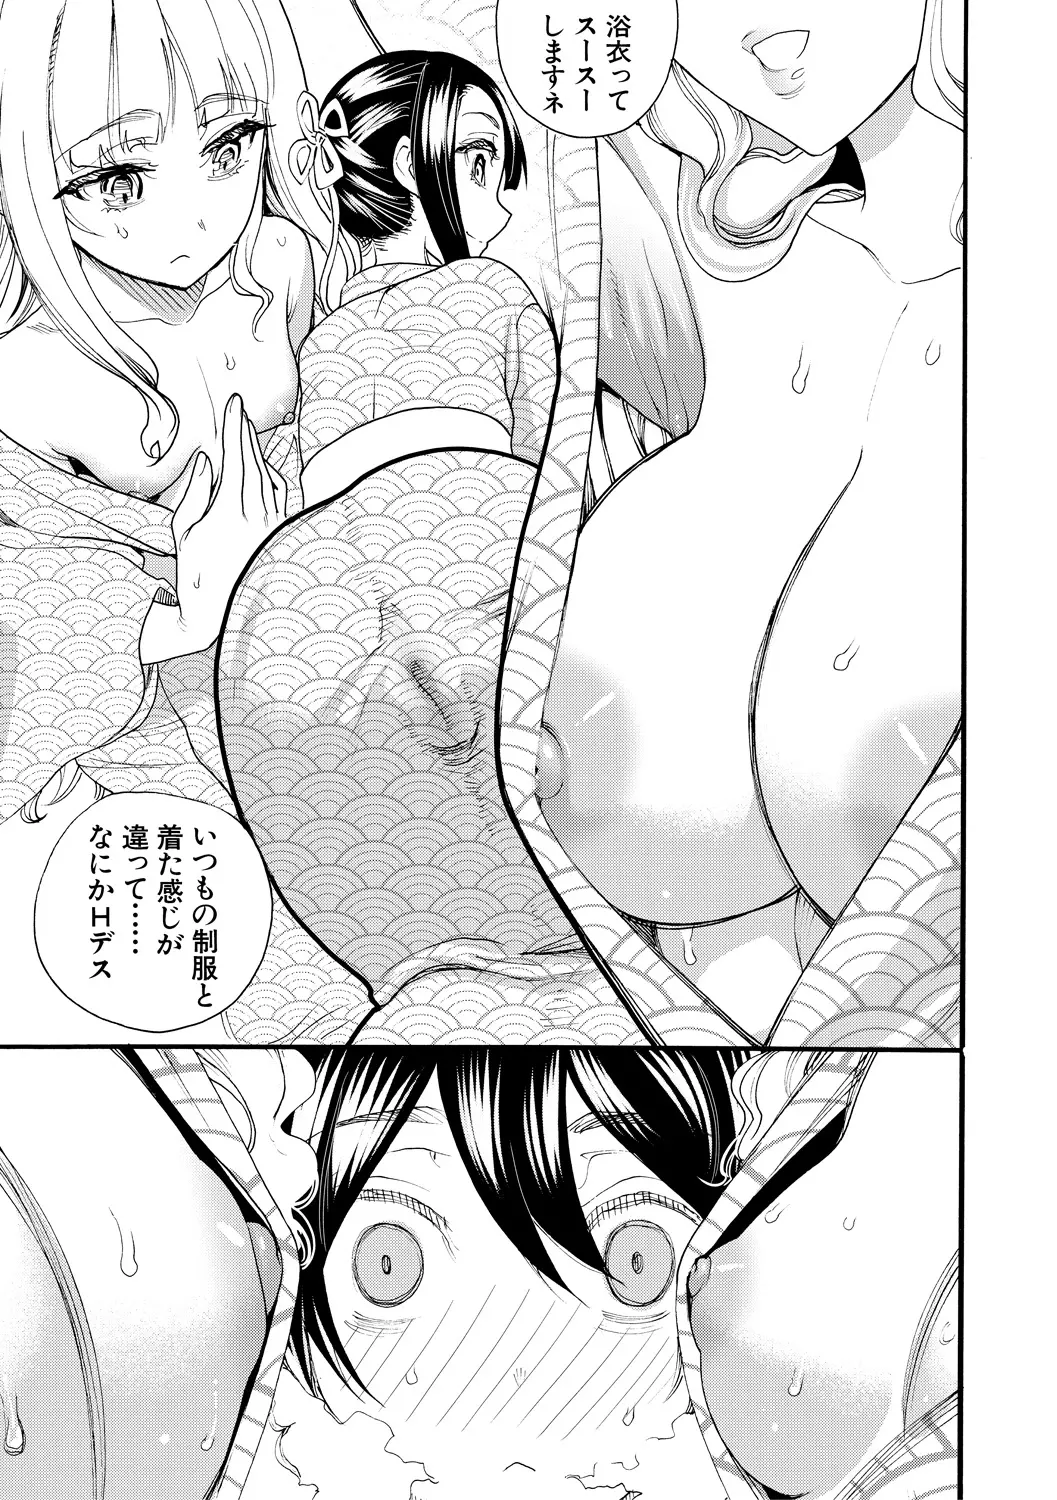 浴衣って
スースー
しますネ
いつもの制服と
着た感じが
違って……
なにかHデス